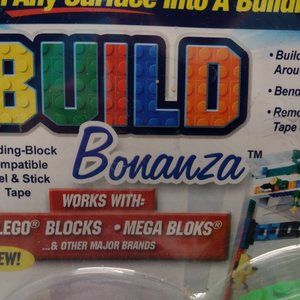 Any Surface Into A Build
BUILD
Bonanza™
ding-Block
mpatible
el & Stick
Tape
• Buil
Arou
• Bend
• Remo
Tape
WORKS WITH:
LEGO® BLOCKS • MEGA BLOKS®
...& OTHER MAJOR BRANDS
EW!